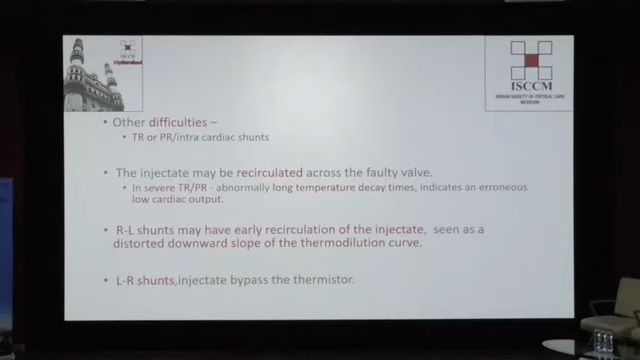 ISCCM
Hyderabad
ISCCM
INDIAN SOCIETY OF CRITICAL CARE
MEDICINE
• Other difficulties –
• TR or PR/intra cardiac shunts
• The injectate may be recirculated across the faulty valve.
• In severe TR/PR - abnormally long temperature decay times, indicates an erroneous
low cardiac output.
• R-L shunts may have early recirculation of the injectate, seen as a
distorted downward slope of the thermodilution curve.
• L-R shunts,injectate bypass the thermistor.